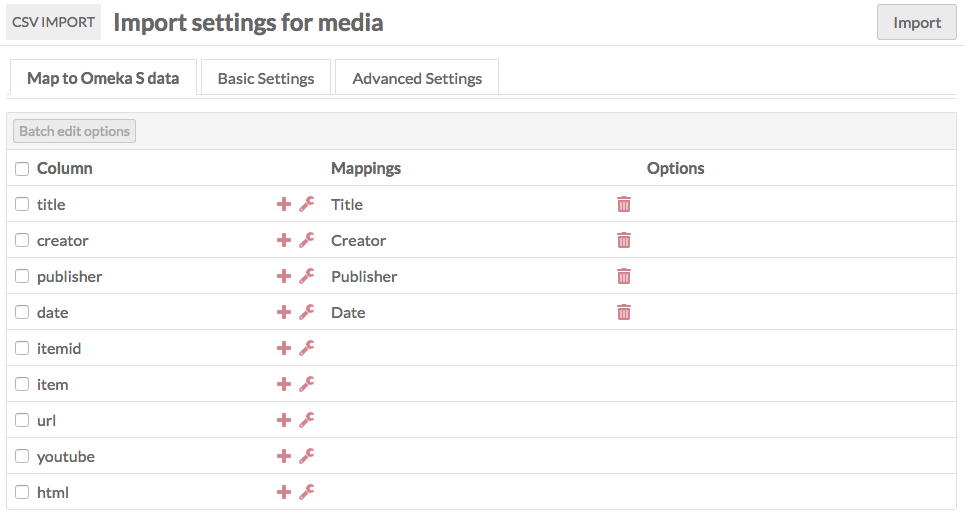 CSV IMPORT Import settings for media Import
Map to Omeka S data Basic Settings Advanced Settings
Batch edit options
Column Mappings Options
title Title
creator Creator
publisher Publisher
date Date
itemid
item
url
youtube
html